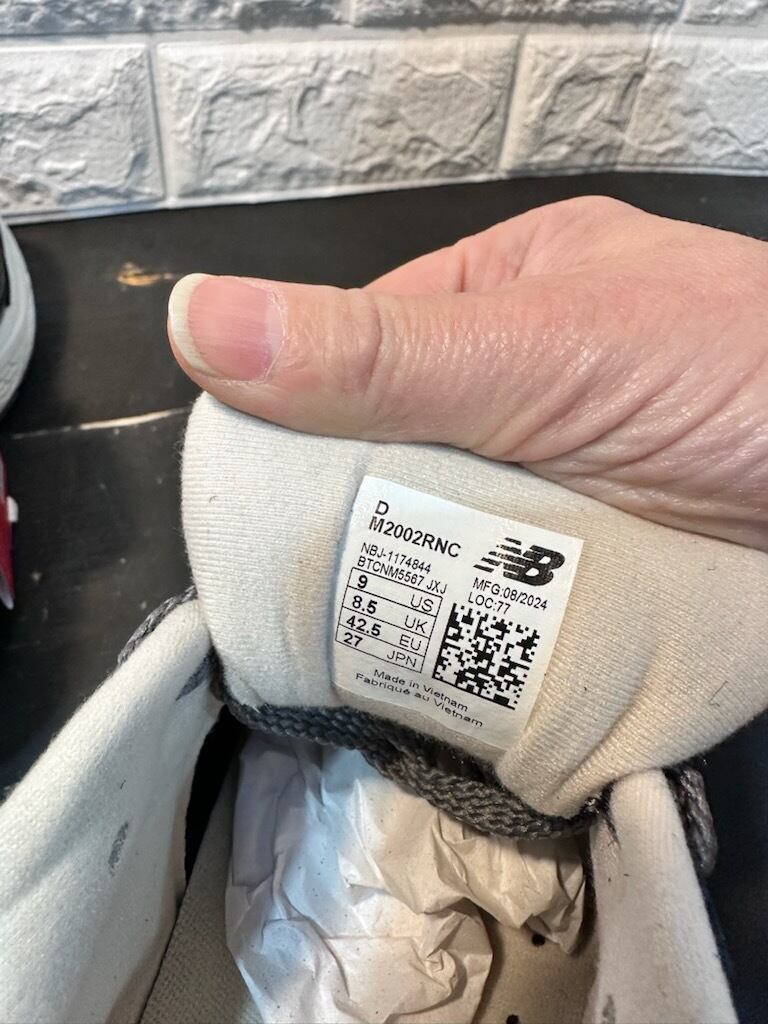 D
M2002RNC
NBJ-1174844
BTCNM5567 JXJ
9 US
8.5 UK
42.5 EU
27 JPN
NB
MFG:08/2024
LOC:77
Made in Vietnam
Fabriqué au Vietnam